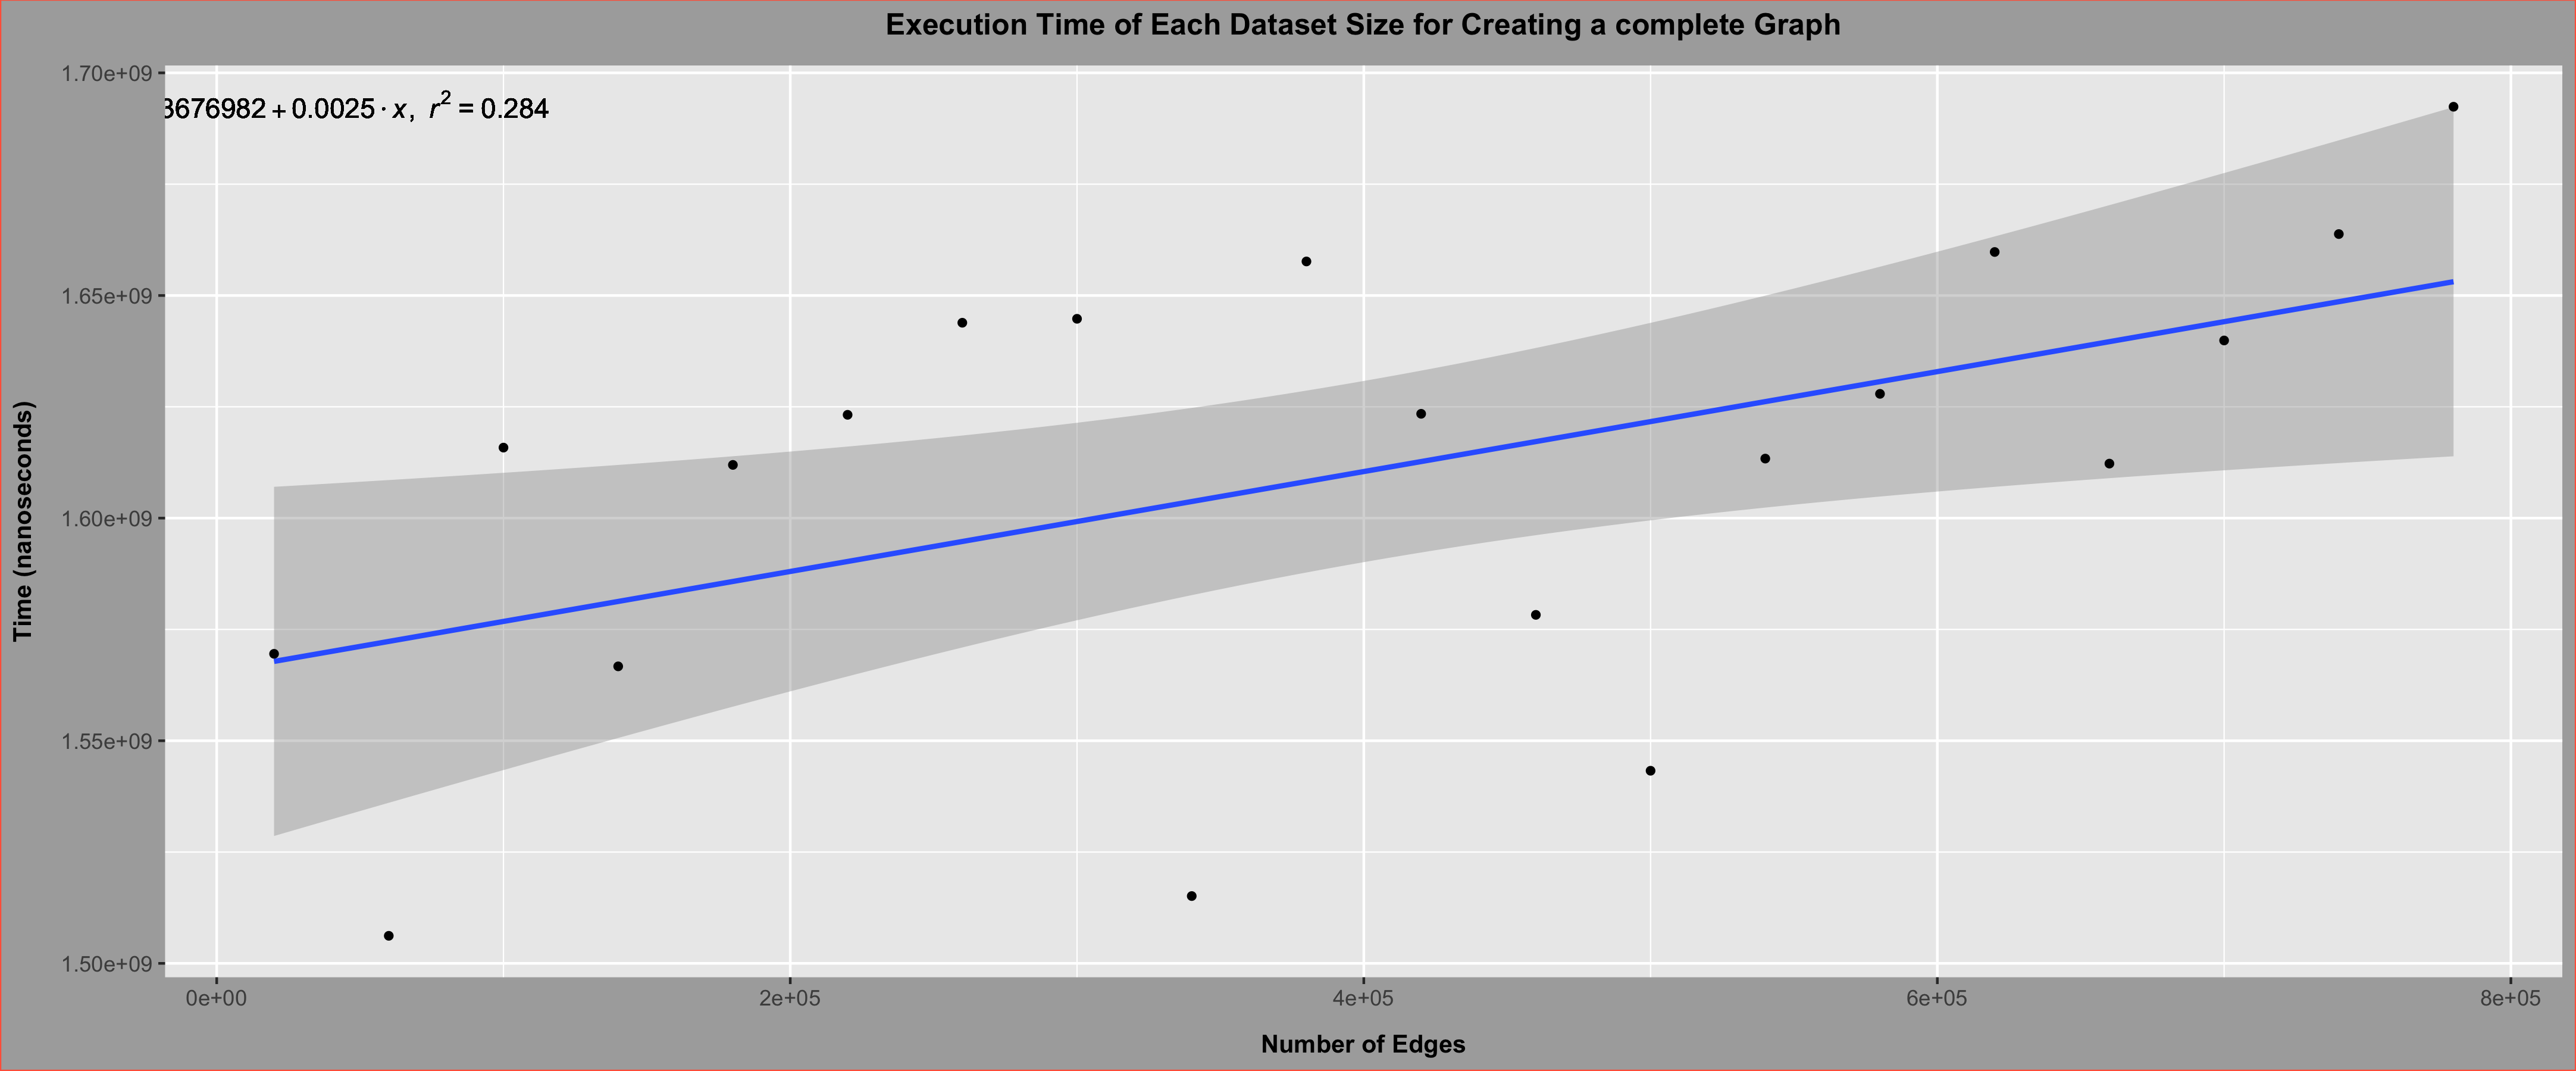 Execution Time of Each Dataset Size for Creating a complete Graph
1.70e+09
3676982 + 0.0025 · x, r² = 0.284
1.65e+09
1.60e+09
1.55e+09
1.50e+09
Time (nanoseconds)
0e+00 2e+05 4e+05 6e+05 8e+05
Number of Edges